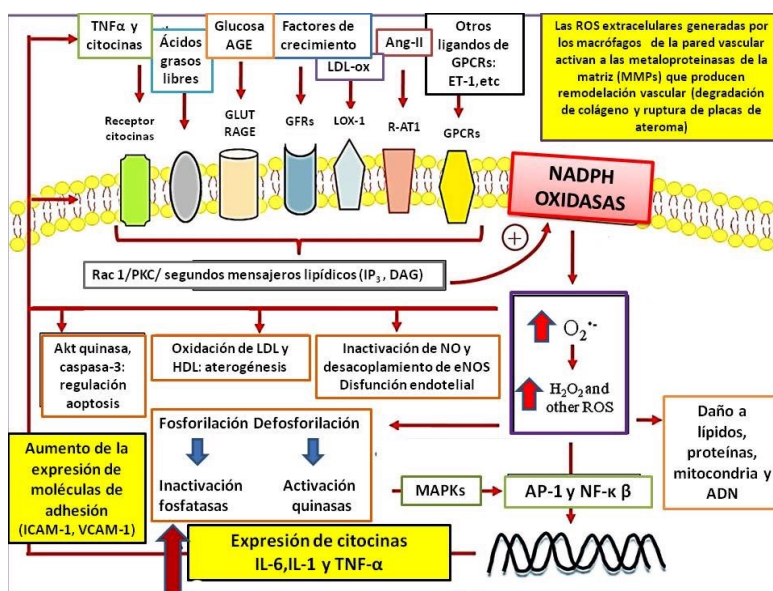 TNFα y
citocinas
Ácidos
grasos
libres
Glucosa
AGE
Factores de
crecimiento
LDL-ox
Ang-II
Otros
ligandos de
GPCRs:
ET-1,etc
Las ROS extracelulares generadas por
los macrófagos de la pared vascular
activan a las metaloproteinasas de la
matriz (MMPs) que producen
remodelación vascular (degradación
de colágeno y ruptura de placas de
ateroma)
Receptor
citocinas
GLUT
RAGE
GFRs
LOX-1
R-AT1
GPCRs
NADPH
OXIDASAS
+
Rac 1/PKC/ segundos mensajeros lipídicos (IP₃ , DAG)
Akt quinasa,
caspasa-3:
regulación
aoptosis
Oxidación de LDL y
HDL: aterogénesis
Inactivación de NO y
desacoplamiento de eNOS
Disfunción endotelial
O₂•-
H₂O₂ and
other ROS
Daño a
lípidos,
proteínas,
mitocondria y
ADN
Fosforilación Defosforilación
Inactivación
fosfatasas
Activación
quinasas
MAPKs
AP-1 y NF-κ β
Aumento de la
expresión de
moléculas de
adhesión
(ICAM-1, VCAM-1)
Expresión de citocinas
IL-6,IL-1 y TNF-α